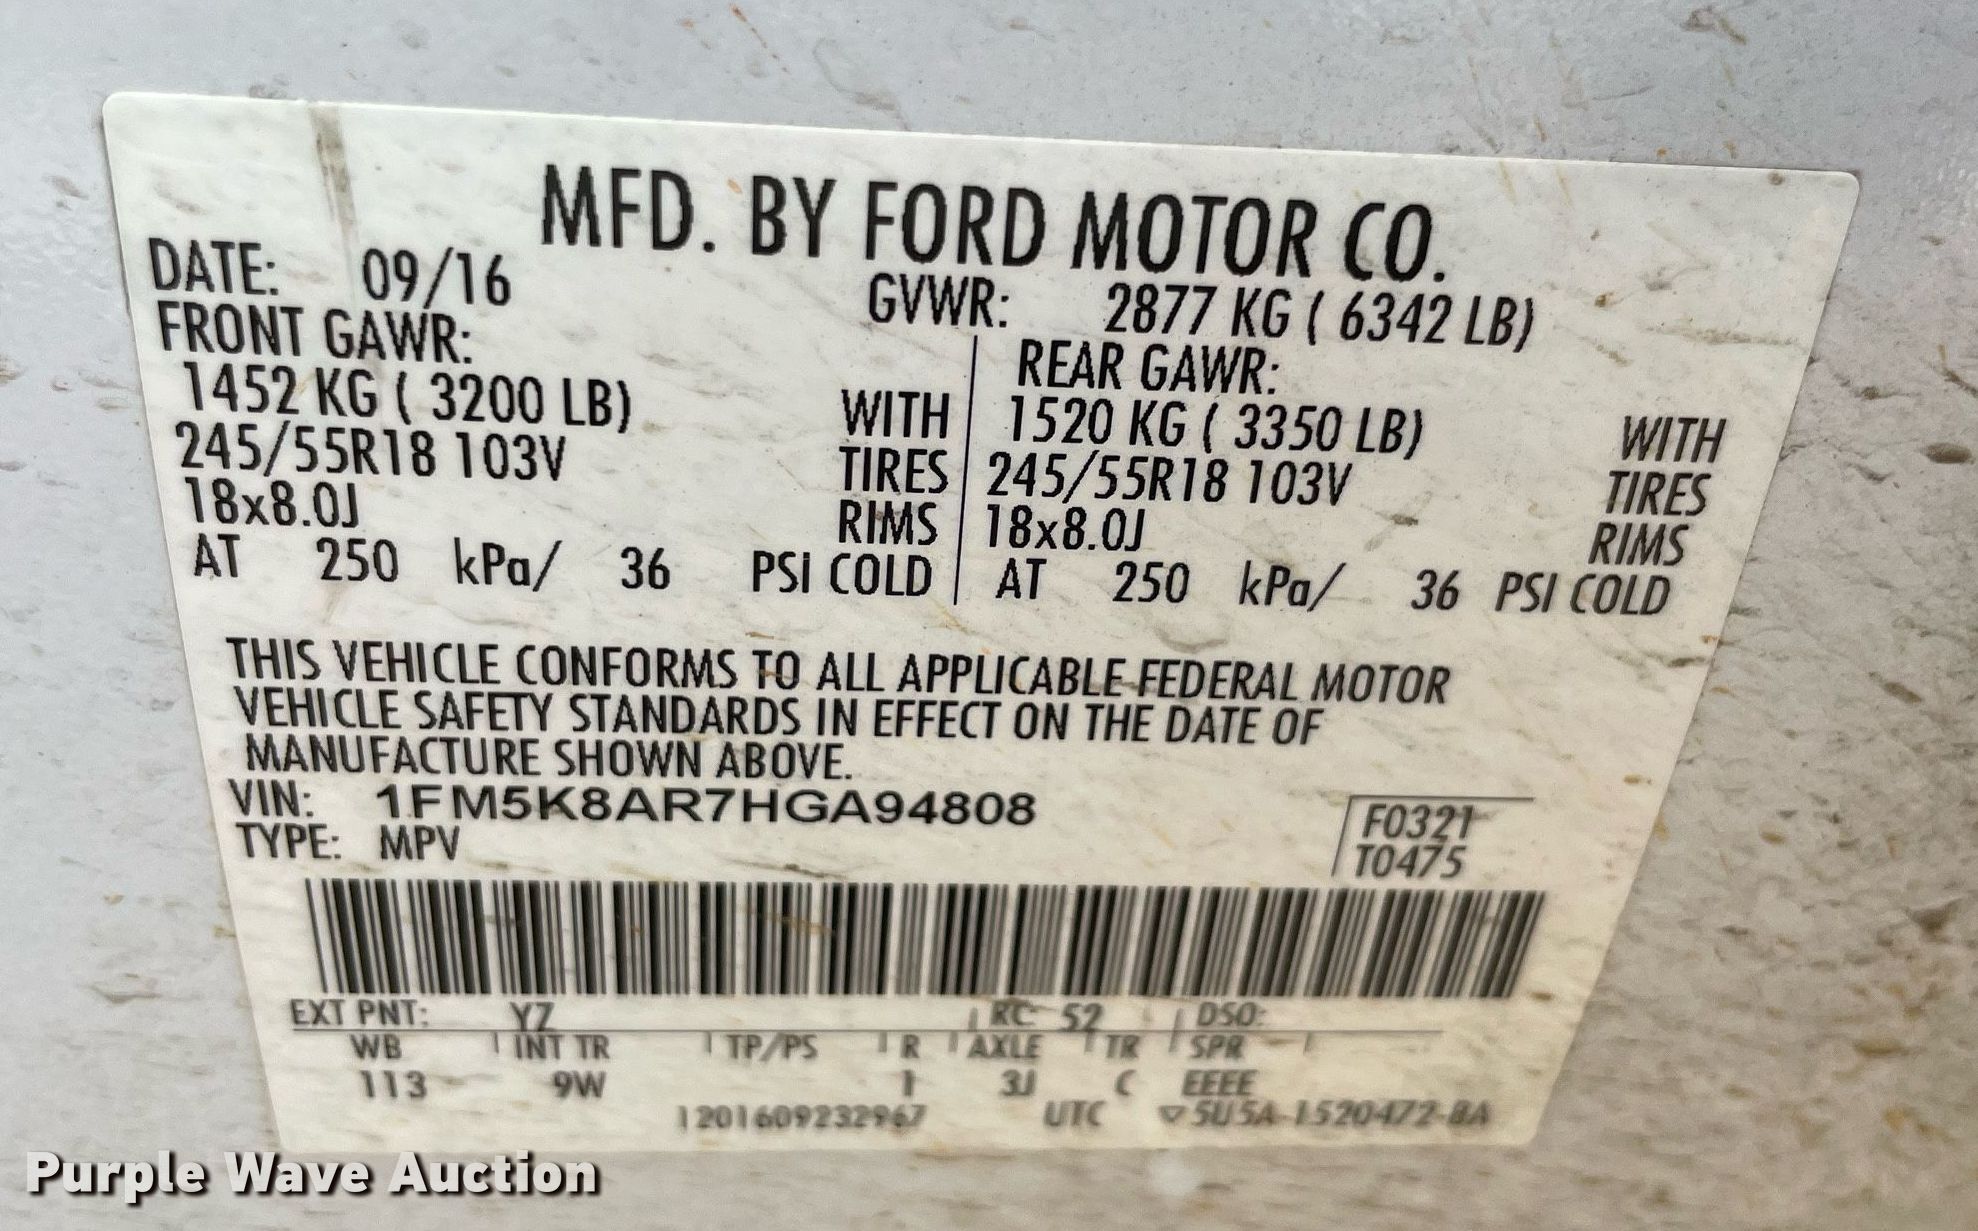 MFD. BY FORD MOTOR CO.
DATE: 09/16 GVWR: 2877 KG ( 6342 LB)
FRONT GAWR: REAR GAWR:
1452 KG ( 3200 LB) WITH 1520 KG ( 3350 LB) WITH
245/55R18 103V TIRES 245/55R18 103V TIRES
18x8.0J RIMS 18x8.0J RIMS
AT 250 kPa/ 36 PSI COLD AT 250 kPa/ 36 PSI COLD
THIS VEHICLE CONFORMS TO ALL APPLICABLE FEDERAL MOTOR
VEHICLE SAFETY STANDARDS IN EFFECT ON THE DATE OF
MANUFACTURE SHOWN ABOVE.
VIN: 1FM5K8AR7HGA94808 F0321
TYPE: MPV T0475
EXT PNT: YZ RC: 52 DSO:
WB INT TR TP/PS R AXLE TR SPR
113 9W 1 3J C EEEE
1201609232967 UTC ▽ 5U5A-1520472-BA
Purple Wave Auction